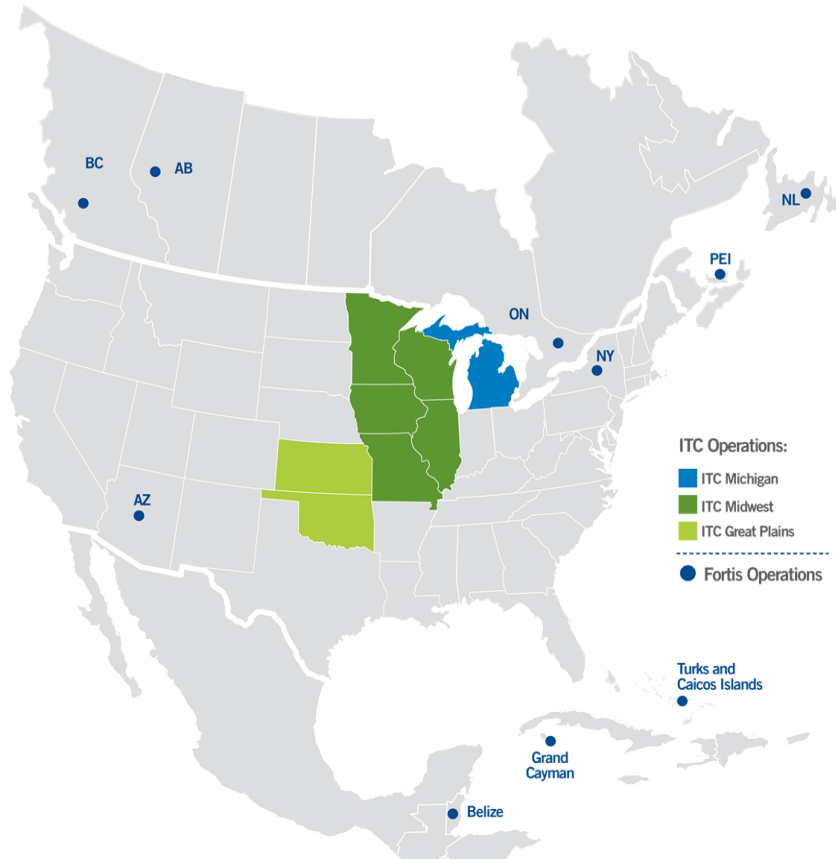 BC
AB
NL
PEI
ON
NY
AZ
ITC Operations:
ITC Michigan
ITC Midwest
ITC Great Plains
Fortis Operations
Turks and
Caicos Islands
Grand
Cayman
Belize